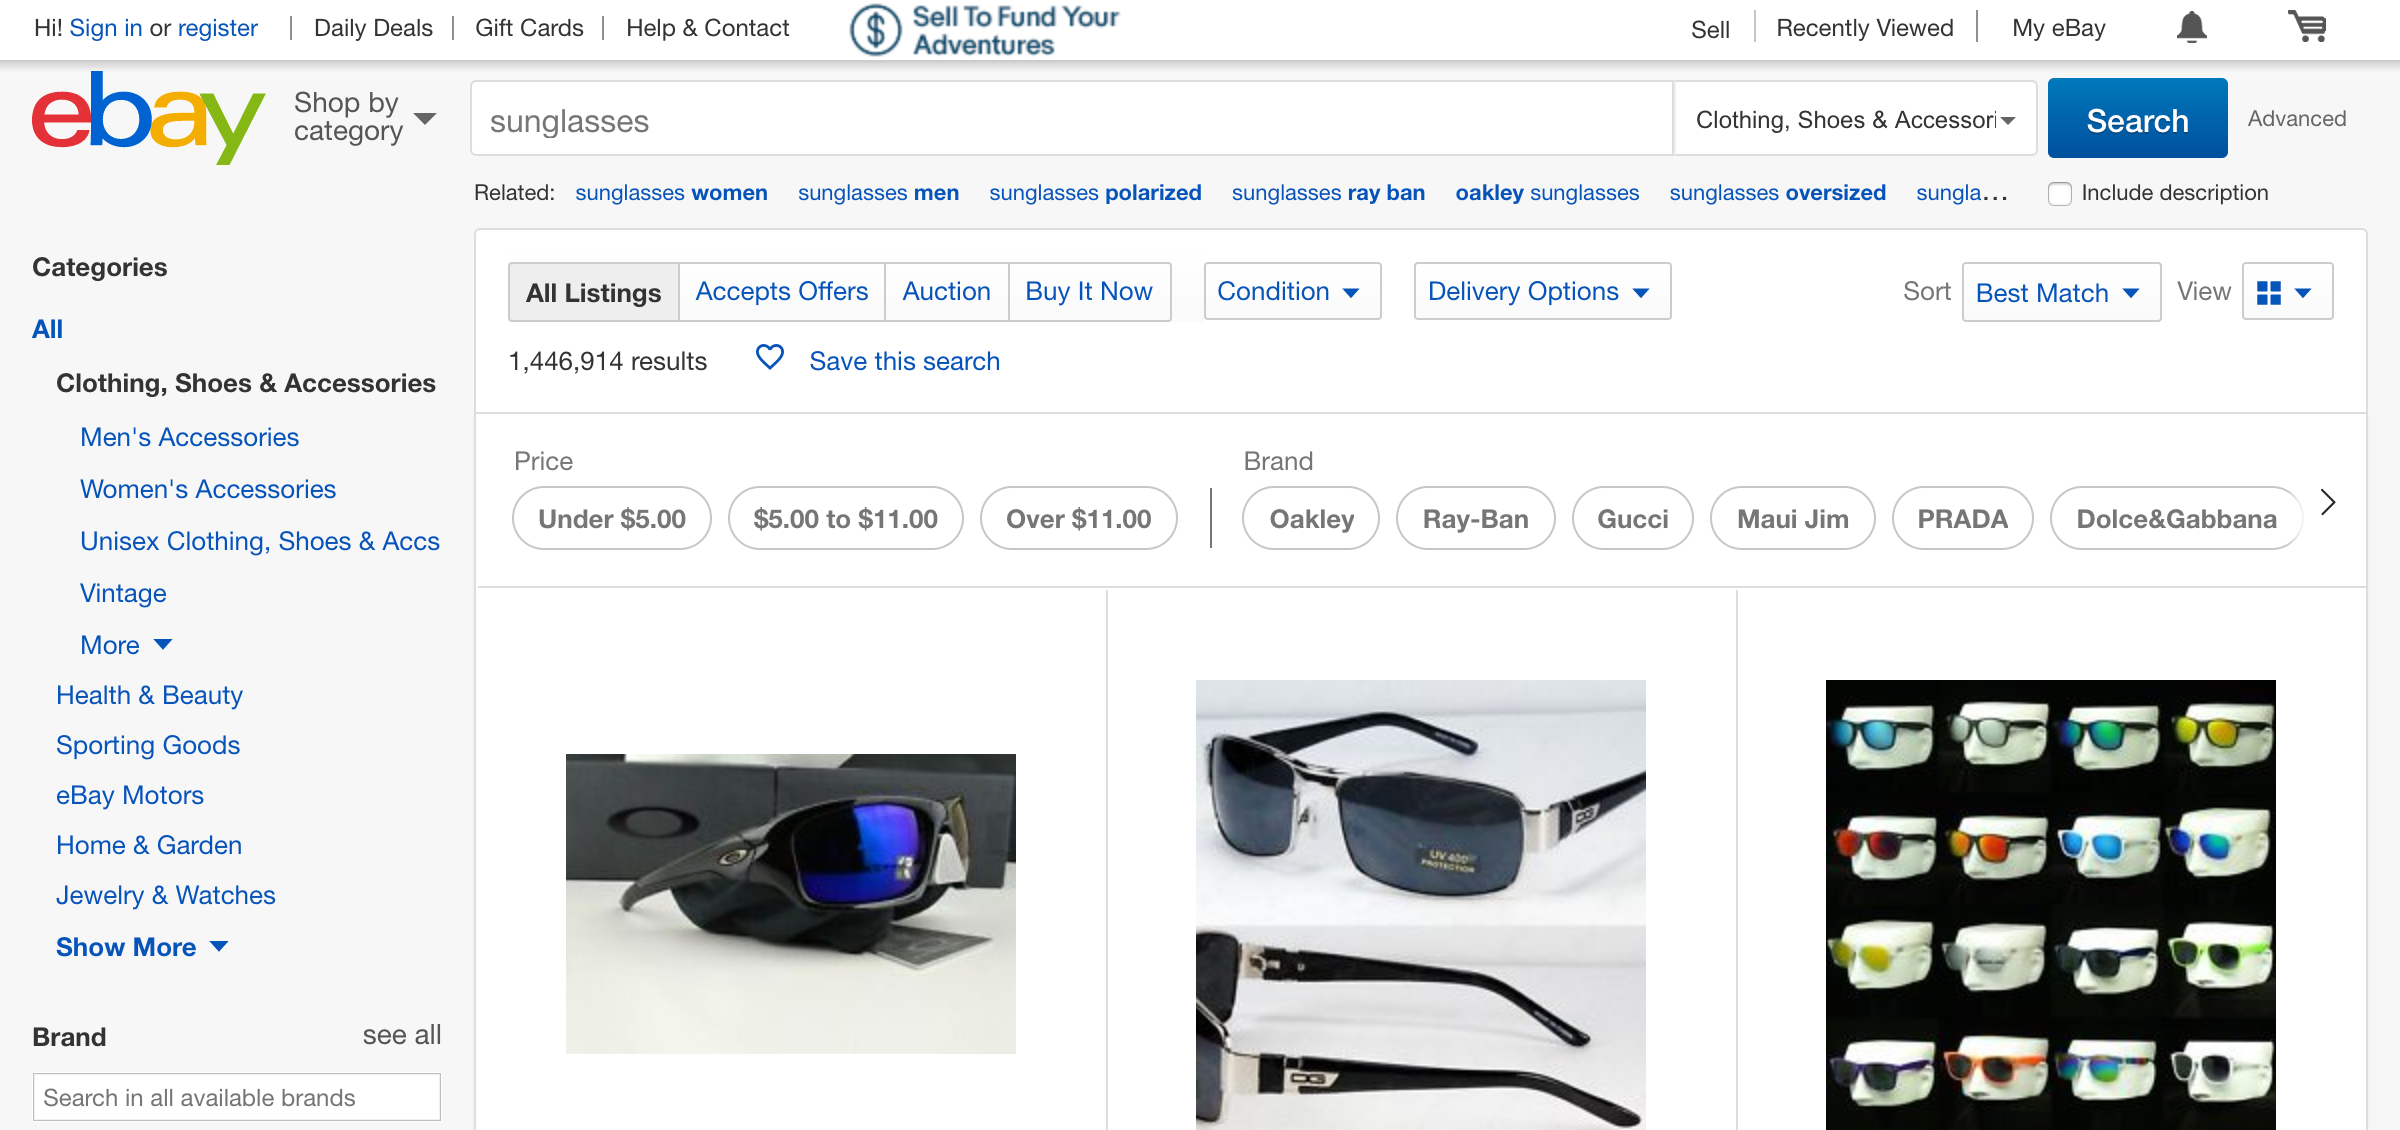 Hi! Sign in or register
Daily Deals
Gift Cards
Help & Contact
Sell To Fund Your
Adventures
Sell
Recently Viewed
My eBay
ebay
Shop by
category
sunglasses
Clothing, Shoes & Accessori
Search
Advanced
Related: sunglasses women sunglasses men sunglasses polarized sunglasses ray ban oakley sunglasses sunglasses oversized sungla...
Include description
Categories
All
Clothing, Shoes & Accessories
Men's Accessories
Women's Accessories
Unisex Clothing, Shoes & Accs
Vintage
More
Health & Beauty
Sporting Goods
eBay Motors
Home & Garden
Jewelry & Watches
Show More
Brand
see all
Search in all available brands
All Listings
Accepts Offers
Auction
Buy It Now
Condition
Delivery Options
Sort
Best Match
View
1,446,914 results
Save this search
Price
Under $5.00
$5.00 to $11.00
Over $11.00
Brand
Oakley
Ray-Ban
Gucci
Maui Jim
PRADA
Dolce&Gabbana
UV 400
PROTECTION
DG
DG